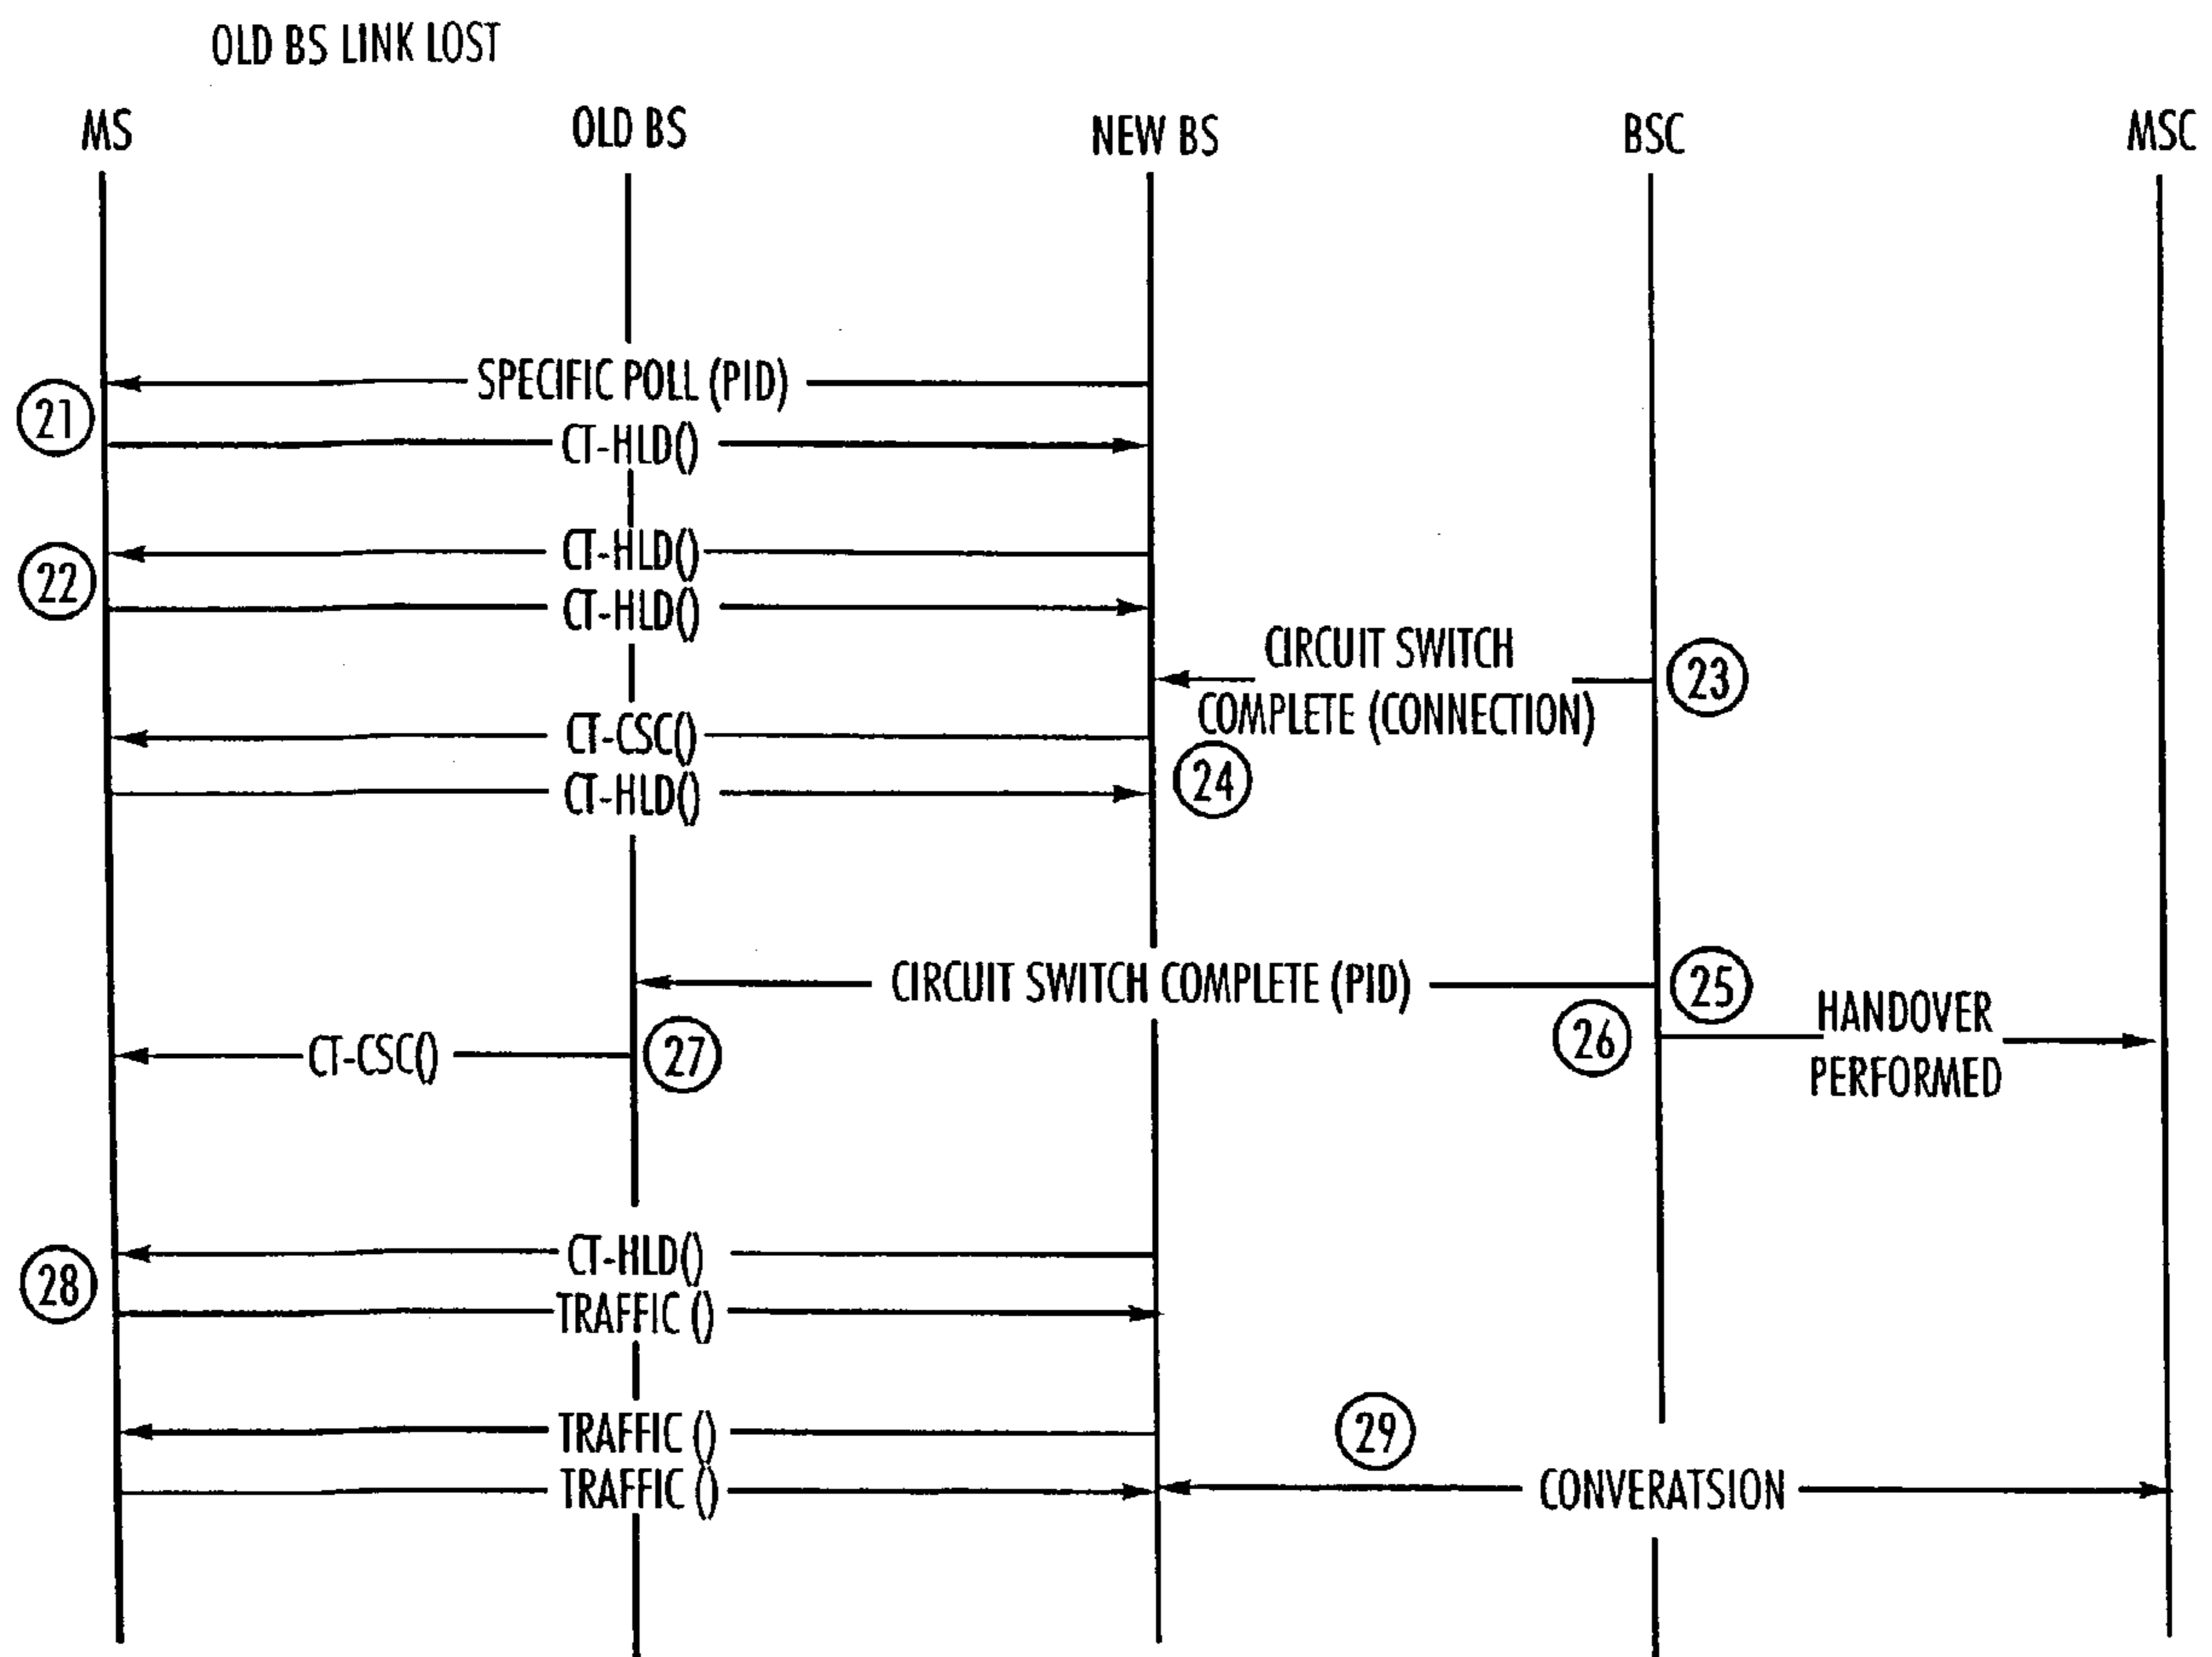 OLD BS LINK LOST
MS
OLD BS
NEW BS
BSC
MSC
SPECIFIC POLL (PID)
21
CT-HLD()
CT-HLD()
22
CT-HLD()
CIRCUIT SWITCH
COMPLETE (CONNECTION)
23
CT-CSC()
24
CT-HLD()
CIRCUIT SWITCH COMPLETE (PID)
25
26
HANDOVER
PERFORMED
CT-CSC()
27
CT-HLD()
28
TRAFFIC ()
TRAFFIC ()
29
TRAFFIC ()
CONVERATSION